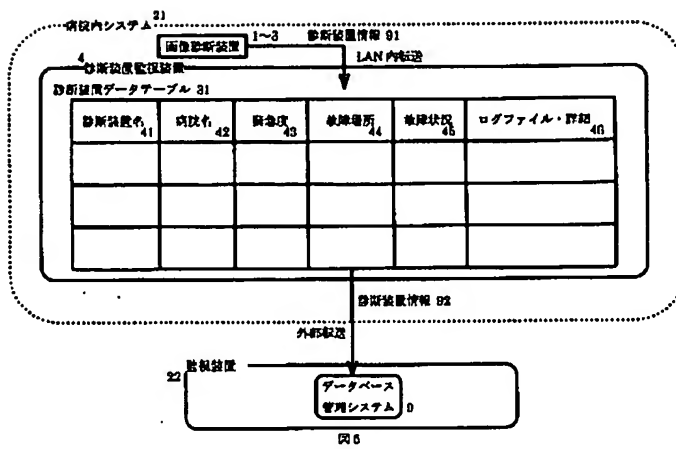 病院内システム 21
画像診断装置 1~3 診断装置情報 91
LAN内転送
4 診断装置監視装置
診断装置データテーブル 31
診断装置名 41 病院名 42 緊急度 43 故障場所 44 故障状況 45 ログファイル・詳細 46
診断装置情報 92
外部転送
22 監視装置
データベース
管理システム 9
図5